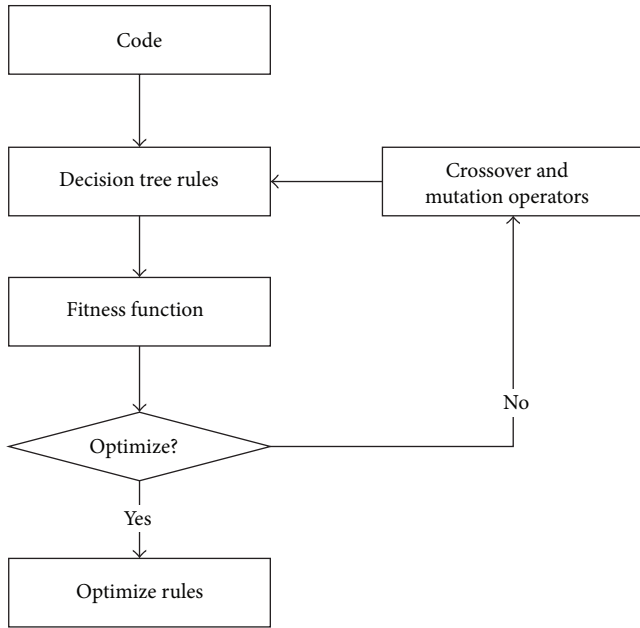 Code
Decision tree rules
Crossover and
mutation operators
Fitness function
No
Optimize?
Yes
Optimize rules